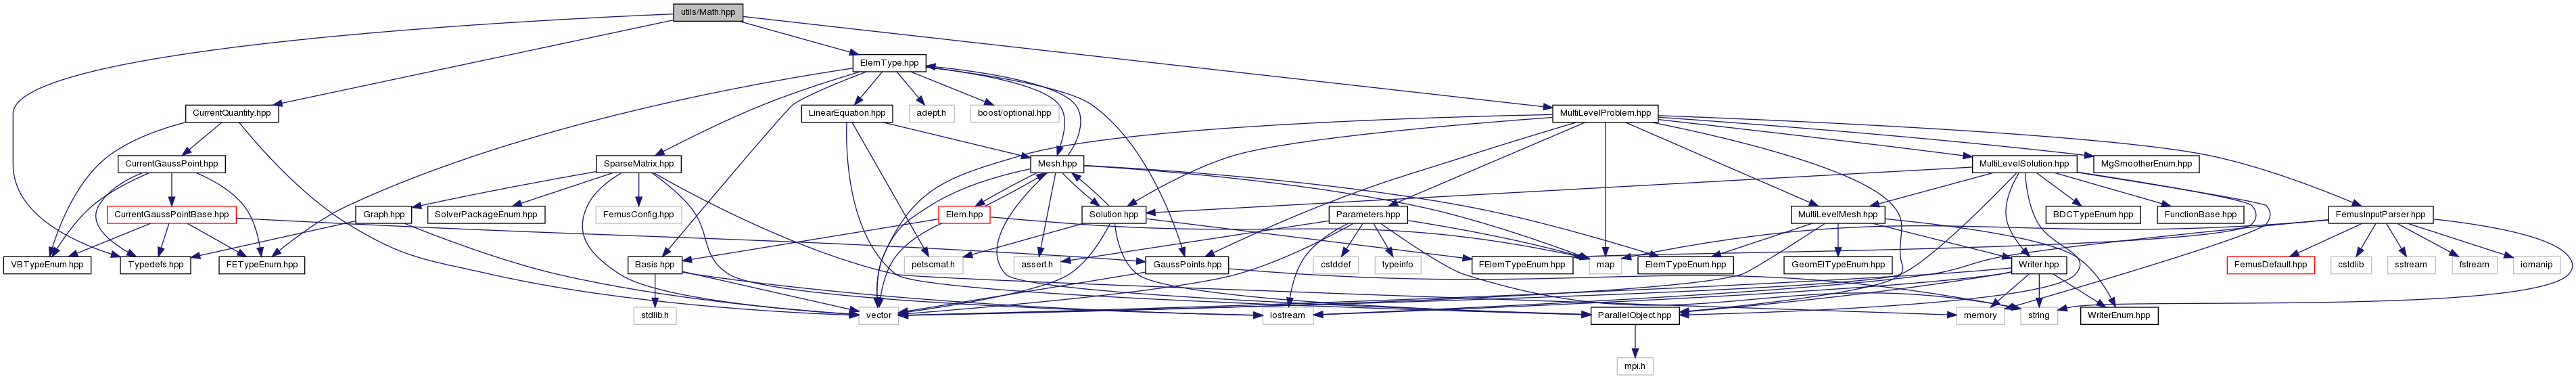 utils/Math.hpp
ElemType.hpp
CurrentQuantity.hpp
LinearEquation.hpp
adept.h
boost/optional.hpp
MultiLevelProblem.hpp
CurrentGaussPoint.hpp
SparseMatrix.hpp
Mesh.hpp
MultiLevelSolution.hpp
MgSmootherEnum.hpp
CurrentGaussPointBase.hpp
Graph.hpp
SolverPackageEnum.hpp
FemusConfig.hpp
Elem.hpp
Solution.hpp
Parameters.hpp
MultiLevelMesh.hpp
BDCTypeEnum.hpp
FunctionBase.hpp
FemusInputParser.hpp
VBTypeEnum.hpp
Typedefs.hpp
FETypeEnum.hpp
Basis.hpp
petscmat.h
assert.h
GaussPoints.hpp
cstddef
typeinfo
FElemTypeEnum.hpp
map
ElemTypeEnum.hpp
GeomElTypeEnum.hpp
Writer.hpp
FemusDefault.hpp
cstdlib
sstream
fstream
iomanip
stdlib.h
vector
iostream
ParallelObject.hpp
memory
string
WriterEnum.hpp
mpi.h